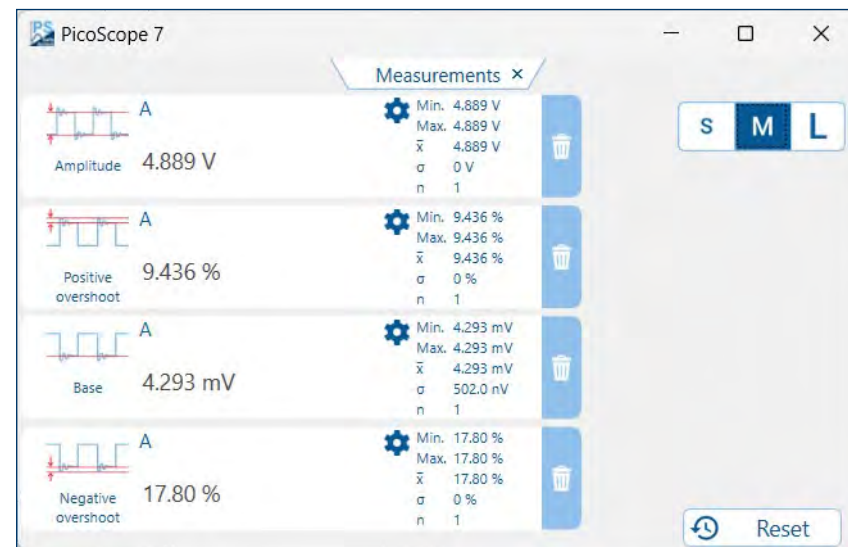 PS PicoScope 7
Measurements ×
A
Amplitude 4.889 V
Min. 4.889 V
Max. 4.889 V
x̄ 4.889 V
σ 0 V
n 1
S M L
A
Positive
overshoot
9.436 %
Min. 9.436 %
Max. 9.436 %
x̄ 9.436 %
σ 0 %
n 1
A
Base 4.293 mV
Min. 4.293 mV
Max. 4.293 mV
x̄ 4.293 mV
σ 502.0 nV
n 1
A
Negative
overshoot
17.80 %
Min. 17.80 %
Max. 17.80 %
x̄ 17.80 %
σ 0 %
n 1
Reset